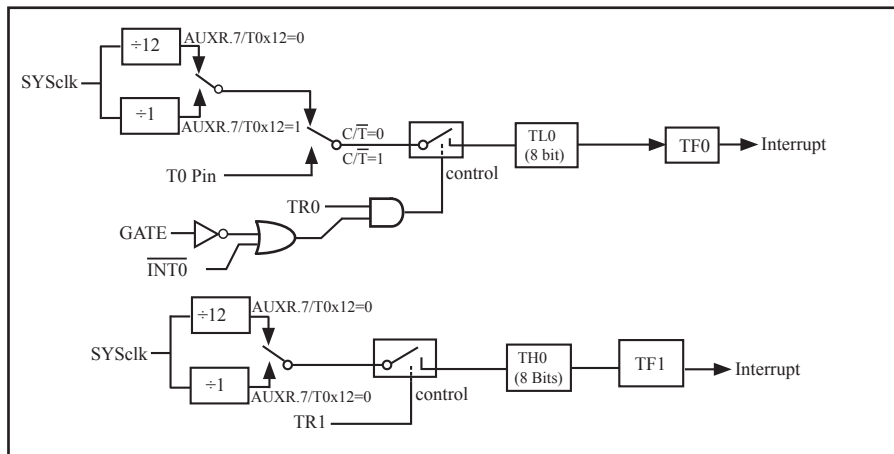 ÷12
AUXR.7/T0x12=0
SYSclk
÷1
AUXR.7/T0x12=1
C/T̅=0
C/T̅=1
T0 Pin
control
TL0
(8 bit)
TF0
Interrupt
TR0
GATE
I̅N̅T̅0̅
÷12
AUXR.7/T0x12=0
SYSclk
÷1
AUXR.7/T0x12=0
control
TR1
TH0
(8 Bits)
TF1
Interrupt